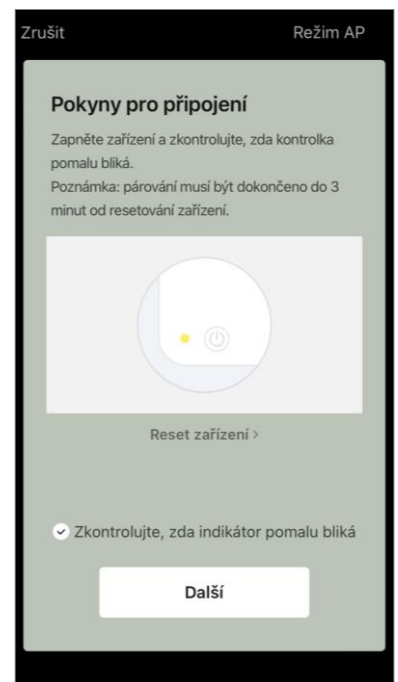 Zrušit
Režim AP
Pokyny pro připojení
Zapněte zařízení a zkontrolujte, zda kontrolka
pomalu bliká.
Poznámka: párování musí být dokončeno do 3
minut od resetování zařízení.
Reset zařízení >
Zkontrolujte, zda indikátor pomalu bliká
Další